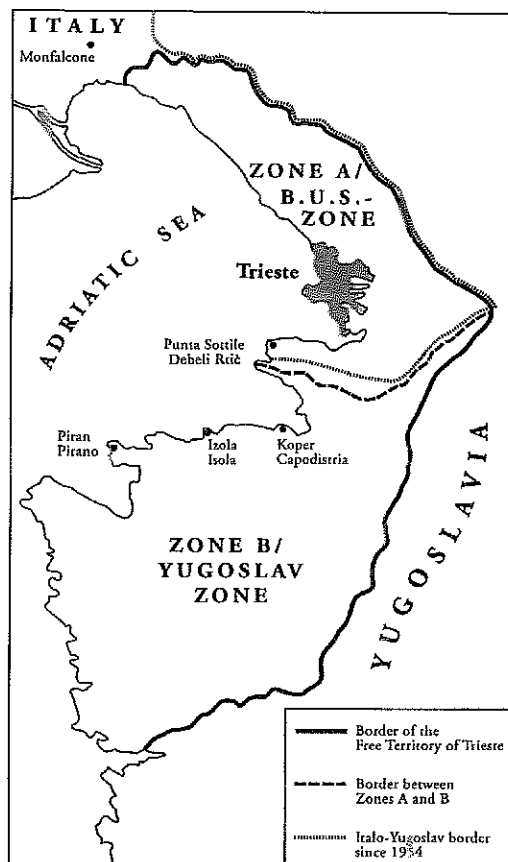 ITALY
Monfalcone
ZONE A/
B.U.S.-
ZONE
ADRIATIC SEA
Trieste
Punta Sottile
Debeli Rtič
Piran
Pirano
Izola
Isola
Koper
Capodistria
ZONE B/
YUGOSLAV
ZONE
YUGOSLAVIA
Border of the
Free Territory of Trieste
Border between
Zones A and B
Italo-Yugoslav border
since 1954